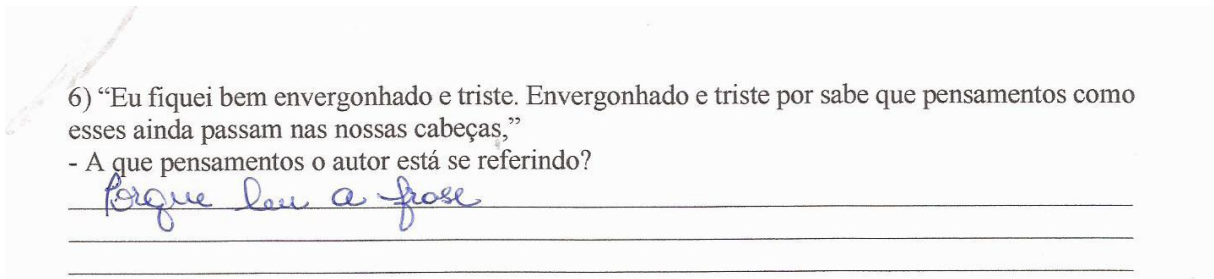 6) “Eu fiquei bem envergonhado e triste. Envergonhado e triste por sabe que pensamentos como
esses ainda passam nas nossas cabeças,”
- A que pensamentos o autor está se referindo?
Porque leu a frase